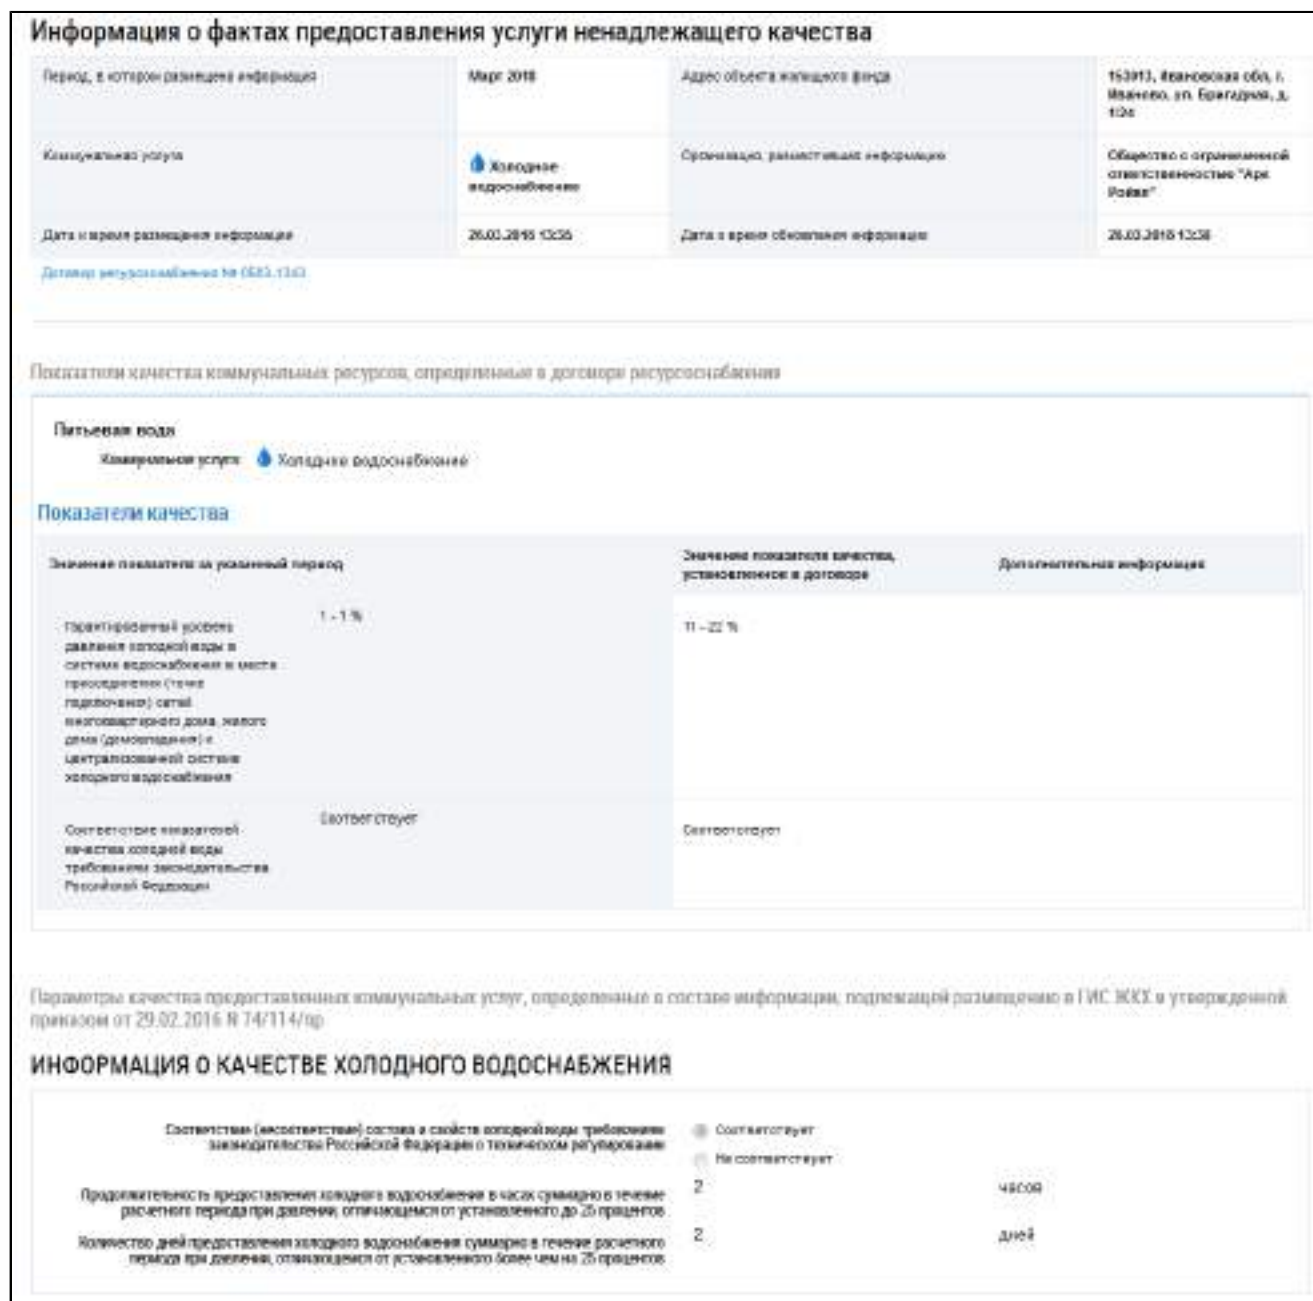 Информация о фактах предоставления услуги ненадлежащего качества
Период, в котором размещена информация
Март 2018
Адрес объекта жилищного фонда
153013, Ивановская обл, г.
Иваново, ул. Бригадная, д.
Коммунальная услуга
Холодное
водоснабжение
Организация, разместившая информацию
Общество с ограниченной
ответственностью "Арк
Дата и время размещения информации
Дата и время обновления информации
Договор ресурсоснабжения №
Показатели качества коммунальных ресурсов, определенные в договоре ресурсоснабжения
Питьевая вода
Коммунальная услуга
Холодное водоснабжение
Показатели качества
Значение показателя за указанный период
Значение показателя качества,
установленное в договоре
Дополнительная информация
Гарантированный уровень
давления холодной воды в
системе водоснабжения в месте
присоединения (точке
подключения) сетей
многоквартирного дома, жилого
дома (домовладения) к
централизованной системе
холодного водоснабжения
1 - 1 %
11 - 22 %
Соответствие показателей
качества холодной воды
требованиям законодательства
Российской Федерации
Соответствует
Соответствует
Параметры качества предоставленных коммунальных услуг, определенные в составе информации, подлежащей размещению в ГИС ЖКХ и утвержденной
приказом от 29.02.2016 N 74/114/пр
ИНФОРМАЦИЯ О КАЧЕСТВЕ ХОЛОДНОГО ВОДОСНАБЖЕНИЯ
Соответствие (несоответствие) состава и свойств холодной воды требованиям
законодательства Российской Федерации о техническом регулировании
Соответствует
Не соответствует
Продолжительность предоставления холодного водоснабжения в часах суммарно в течение
расчетного периода при давлении, отличающемся от установленного до 25 процентов
2
часов
Количество дней предоставления холодного водоснабжения суммарно в течение расчетного
периода при давлении, отличающемся от установленного более чем на 25 процентов
2
дней